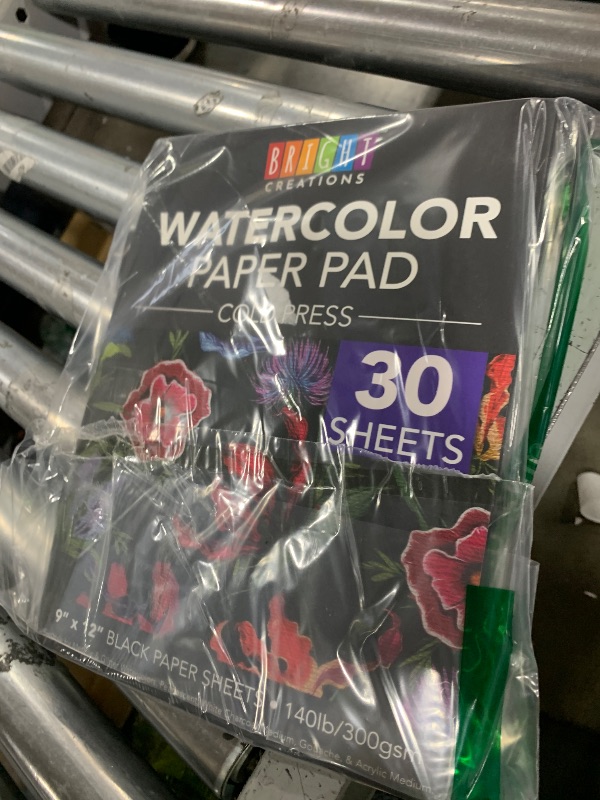 BRIGHT
CREATIONS
WATERCOLOR
PAPER PAD
COLD PRESS
30
SHEETS
9" x 12" BLACK PAPER SHEETS • 140lb/300gsm
Medium, Gouache, & Acrylic Medium